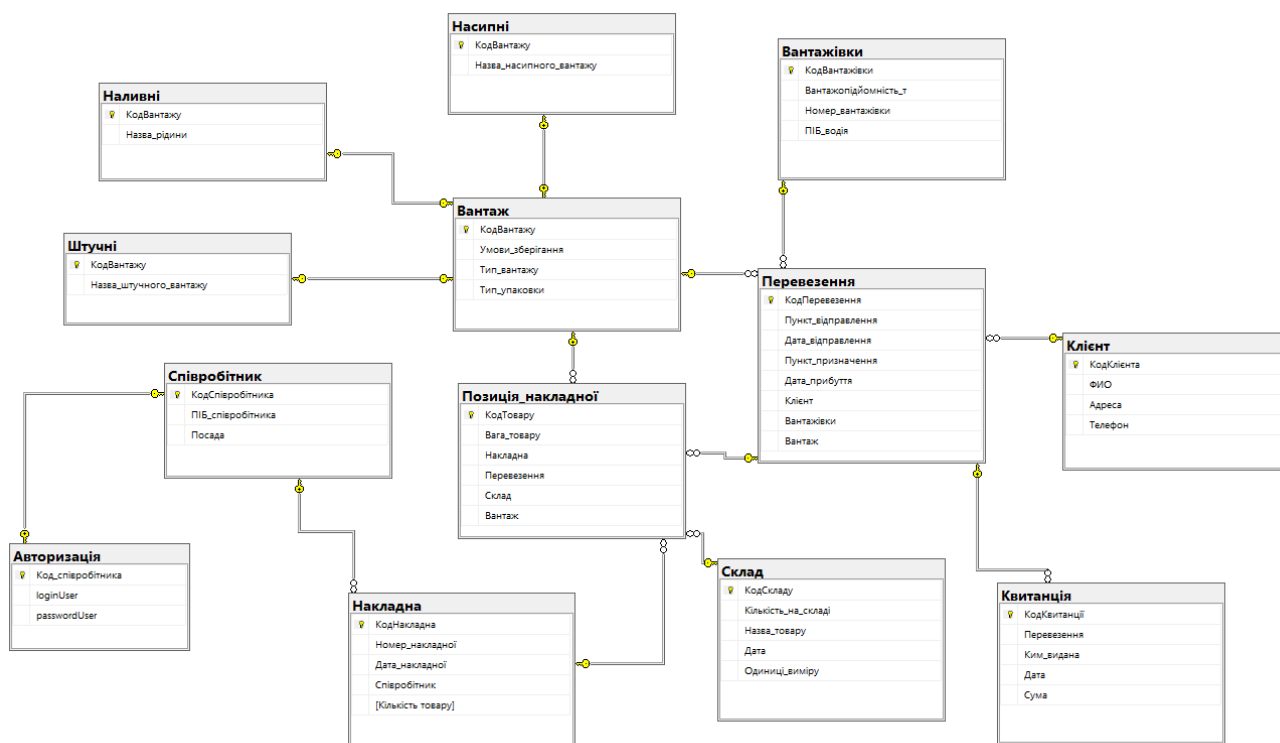 Насипні
КодВантажу
Назва_насипного_вантажу
Вантажівки
КодВантажівки
Вантажопідйомність_т
Номер_вантажівки
ПІБ_водія
Наливні
КодВантажу
Назва_рідини
Вантаж
КодВантажу
Умови_зберігання
Тип_вантажу
Тип_упаковки
Штучні
КодВантажу
Назва_штучного_вантажу
Перевезення
КодПеревезення
Пункт_відправлення
Дата_відправлення
Пункт_призначення
Дата_прибуття
Клієнт
Вантажівки
Вантаж
Клієнт
КодКлієнта
ФИО
Адреса
Телефон
Співробітник
КодСпівробітника
ПІБ_співробітника
Посада
Позиція_накладної
КодТовару
Вага_товару
Накладна
Перевезення
Склад
Вантаж
Авторизація
Код_співробітника
loginUser
passwordUser
Склад
КодСкладу
Кількість_на_складі
Назва_товару
Дата
Одиниці_виміру
Накладна
КодНакладна
Номер_накладної
Дата_накладної
Співробітник
[Кількість товару]
Квитанція
КодКвитанції
Перевезення
Ким_видана
Дата
Сума